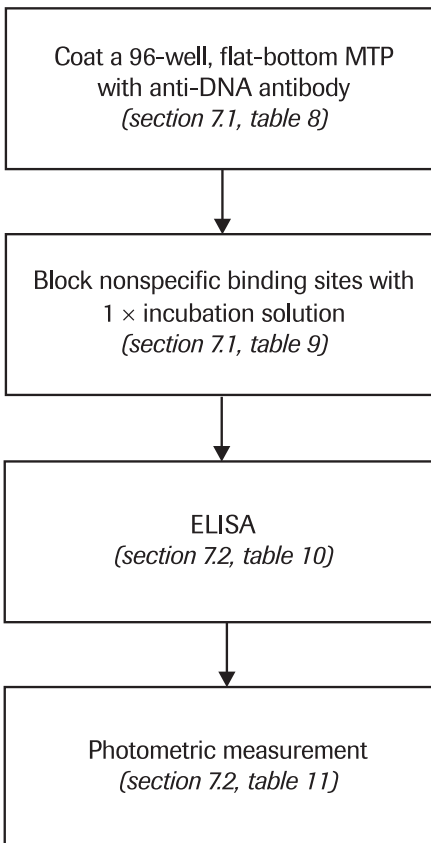 Coat a 96-well, flat-bottom MTP
with anti-DNA antibody
(section 7.1, table 8)
Block nonspecific binding sites with
1 × incubation solution
(section 7.1, table 9)
ELISA
(section 7.2, table 10)
Photometric measurement
(section 7.2, table 11)